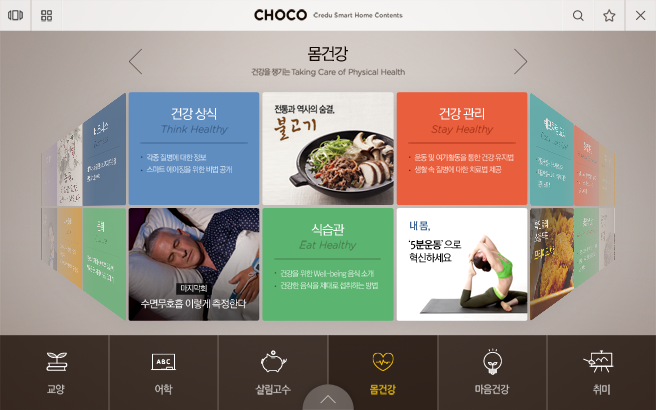 CHOCO Credu Smart Home Contents
몸건강
건강을 챙기는 Taking Care of Physical Health
건강 상식
Think Healthy
각종 질병에 대한 정보
스마트 에이징을 위한 비법 공개
전통과 역사의 숨결,
불고기
건강 관리
Stay Healthy
운동 및 여가활동을 통한 건강 유지법
생활 속 질병에 대한 치료법 제공
마지막회
수면무호흡 이렇게 측정한다
식습관
Eat Healthy
건강을 위한 Well-being 음식 소개
건강한 음식을 제대로 섭취하는 방법
내 몸,
'5분운동'으로
혁신하세요
ABC
교양
어학
살림고수
몸건강
마음건강
취미